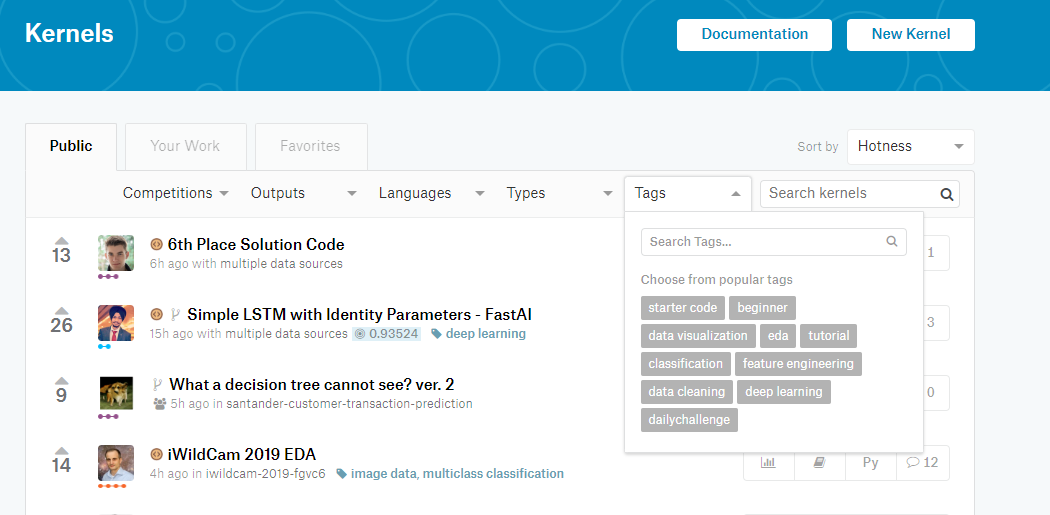 Kernels
Documentation
New Kernel
Public
Your Work
Favorites
Sort by
Hotness
Competitions
Outputs
Languages
Types
Tags
Search kernels
13
6th Place Solution Code
6h ago with multiple data sources
1
26
Simple LSTM with Identity Parameters - FastAI
15h ago with multiple data sources 0.93524 deep learning
3
9
What a decision tree cannot see? ver. 2
5h ago in santander-customer-transaction-prediction
0
14
iWildCam 2019 EDA
4h ago in iwildcam-2019-fgvc6 image data, multiclass classification
Py
12
Search Tags...
Choose from popular tags
starter code
beginner
data visualization
eda
tutorial
classification
feature engineering
data cleaning
deep learning
dailychallenge